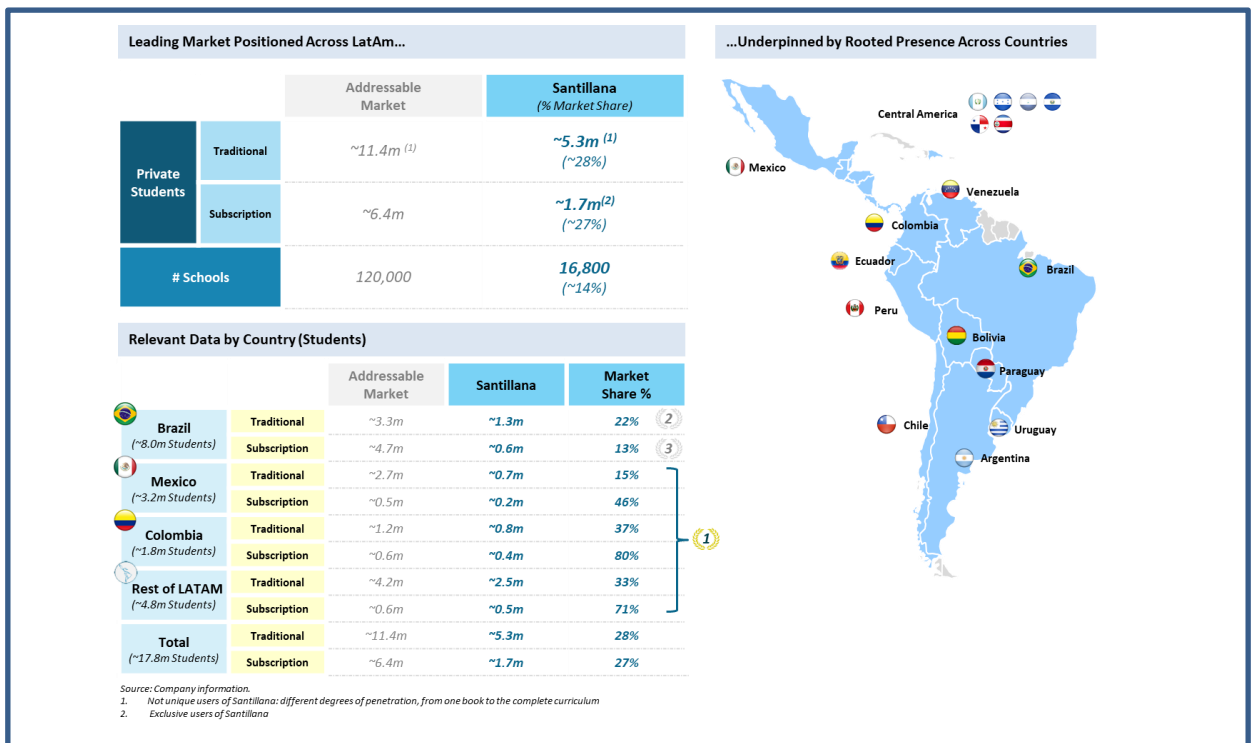 Leading Market Positioned Across LatAm...
...Underpinned by Rooted Presence Across Countries
Addressable Market
Santillana
(% Market Share)
Private Students
Traditional
~11.4m (1)
~5.3m (1)
(~28%)
Subscription
~6.4m
~1.7m(2)
(~27%)
# Schools
120,000
16,800
(~14%)
Relevant Data by Country (Students)
Addressable Market
Santillana
Market Share %
Brazil
(~8.0m Students)
Traditional
~3.3m
~1.3m
22%
2
Subscription
~4.7m
~0.6m
13%
3
Mexico
(~3.2m Students)
Traditional
~2.7m
~0.7m
15%
Subscription
~0.5m
~0.2m
46%
Colombia
(~1.8m Students)
Traditional
~1.2m
~0.8m
37%
Subscription
~0.6m
~0.4m
80%
1
Rest of LATAM
(~4.8m Students)
Traditional
~4.2m
~2.5m
33%
Subscription
~0.6m
~0.5m
71%
Total
(~17.8m Students)
Traditional
~11.4m
~5.3m
28%
Subscription
~6.4m
~1.7m
27%
Source: Company information.
1. Not unique users of Santillana: different degrees of penetration, from one book to the complete curriculum
2. Exclusive users of Santillana
Central America
Mexico
Venezuela
Colombia
Ecuador
Brazil
Peru
Bolivia
Paraguay
Chile
Uruguay
Argentina